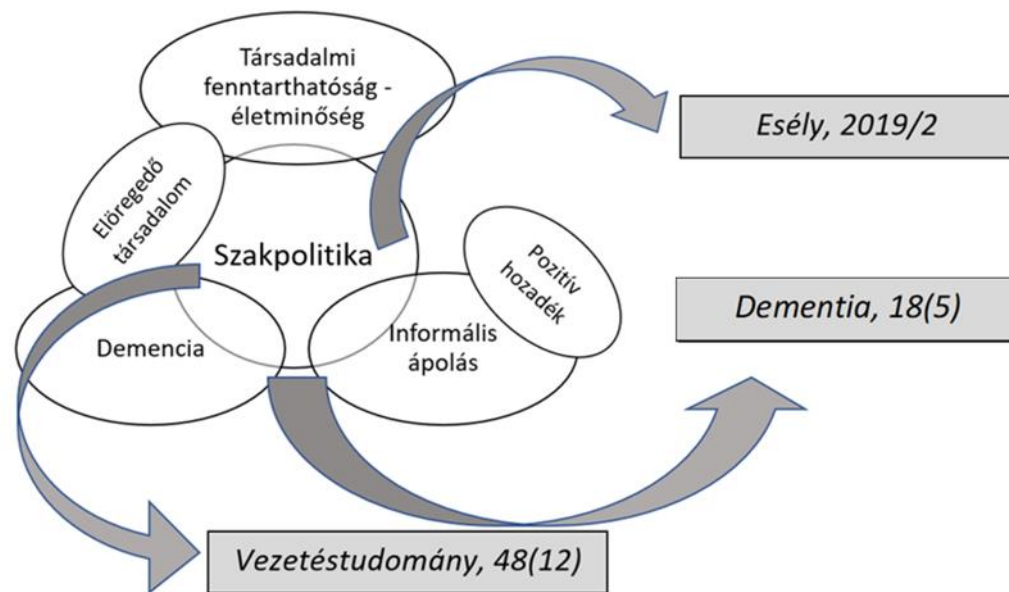 Társadalmi
fenntarthatóság -
életminőség
Esély, 2019/2
Elöregedő
társadalom
Szakpolitika
Pozitív
hozadék
Dementia, 18(5)
Demencia
Informális
ápolás
Vezetéstudomány, 48(12)